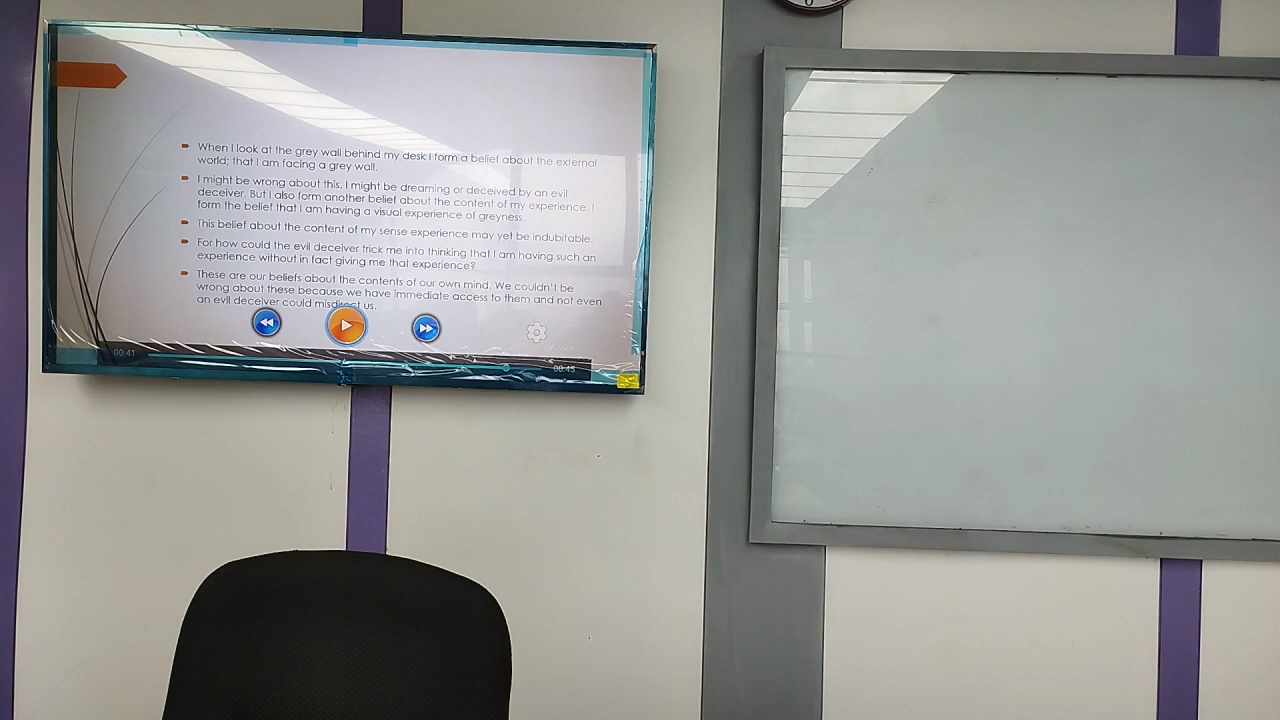 When I look at the grey wall behind my desk I form a belief about the external
world; that I am facing a grey wall.
I might be wrong about this. I might be dreaming or deceived by an evil
deceiver. But I also form another belief about the content of my experience. I
form the belief that I am having a visual experience of greyness.
This belief about the content of my sense experience may yet be indubitable.
For how could the evil deceiver trick me into thinking that I am having such an
experience without in fact giving me that experience?
These are our beliefs about the contents of our own mind. We couldn't be
wrong about these because we have immediate access to them and not even
an evil deceiver could misdirect us.
00:41
00:45
6